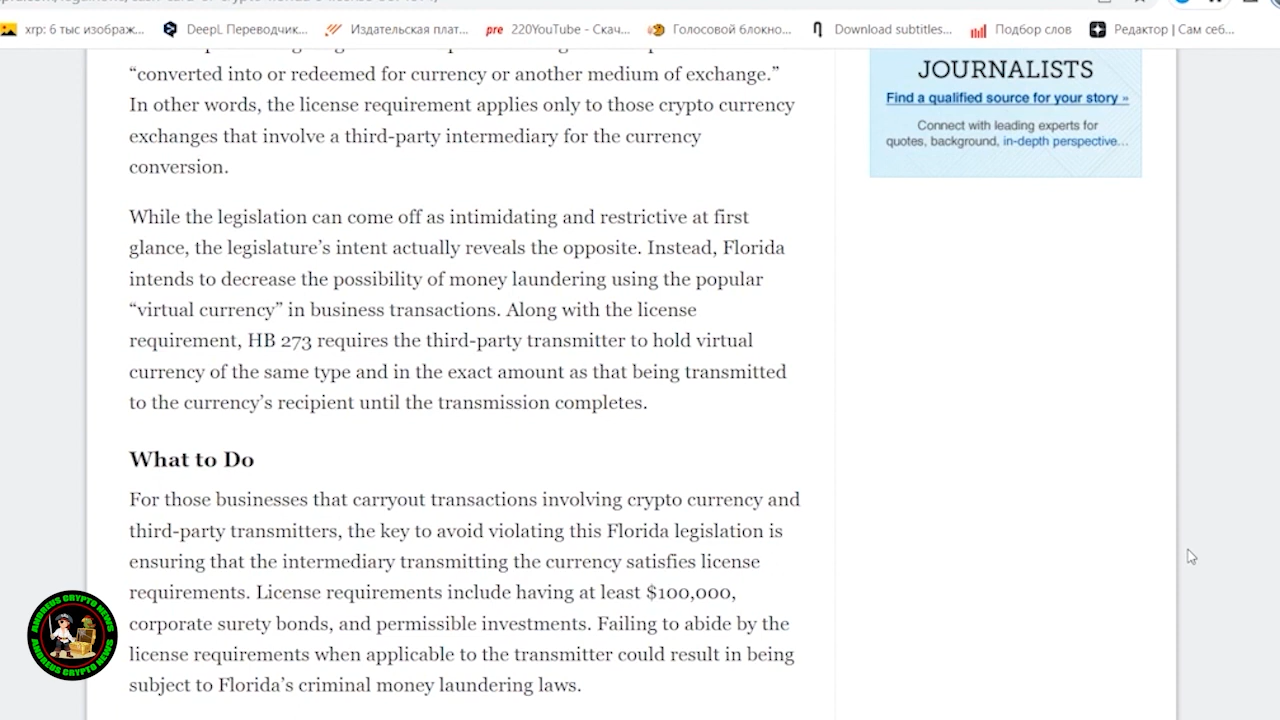 xrp: 6 тыс изображ...
DeepL Переводчик...
Издательская плат...
pre 220YouTube - Скач...
Голосовой блокно...
Download subtitles...
Подбор слов
Редактор | Сам себ...
“converted into or redeemed for currency or another medium of exchange.”
In other words, the license requirement applies only to those crypto currency
exchanges that involve a third-party intermediary for the currency
conversion.
While the legislation can come off as intimidating and restrictive at first
glance, the legislature’s intent actually reveals the opposite. Instead, Florida
intends to decrease the possibility of money laundering using the popular
“virtual currency” in business transactions. Along with the license
requirement, HB 273 requires the third-party transmitter to hold virtual
currency of the same type and in the exact amount as that being transmitted
to the currency’s recipient until the transmission completes.
What to Do
For those businesses that carryout transactions involving crypto currency and
third-party transmitters, the key to avoid violating this Florida legislation is
ensuring that the intermediary transmitting the currency satisfies license
requirements. License requirements include having at least $100,000,
corporate surety bonds, and permissible investments. Failing to abide by the
license requirements when applicable to the transmitter could result in being
subject to Florida’s criminal money laundering laws.
JOURNALISTS
Find a qualified source for your story »
Connect with leading experts for
quotes, background, in-depth perspective...
ANDREUS CRYPTO NEWS
ANDREUS CRYPTO NEWS